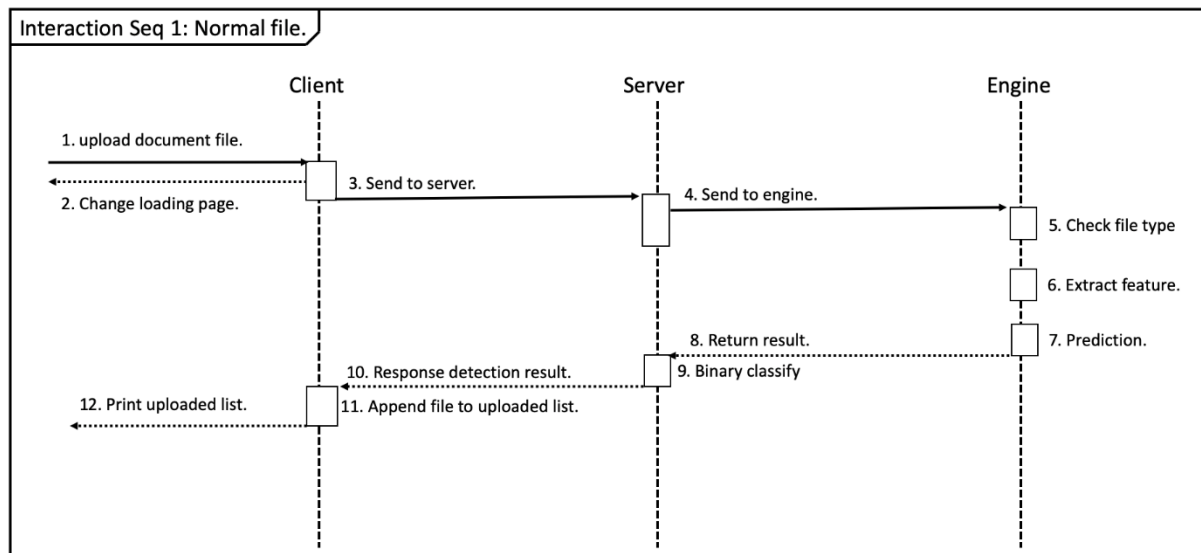 Interaction Seq 1: Normal file.
Client
Server
Engine
1. upload document file.
2. Change loading page.
3. Send to server.
4. Send to engine.
5. Check file type
6. Extract feature.
7. Prediction.
8. Return result.
9. Binary classify
10. Response detection result.
11. Append file to uploaded list.
12. Print uploaded list.